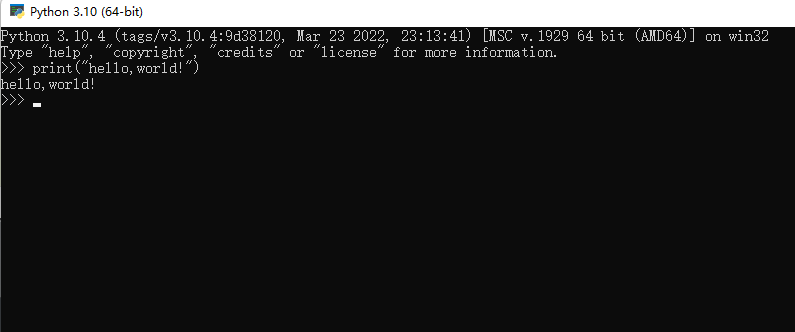 Python 3.10 (64-bit)
Python 3.10.4 (tags/v3.10.4:9d38120, Mar 23 2022, 23:13:41) [MSC v.1929 64 bit (AMD64)] on win32
Type "help", "copyright", "credits" or "license" for more information.
>>> print("hello,world!")
hello,world!
>>>